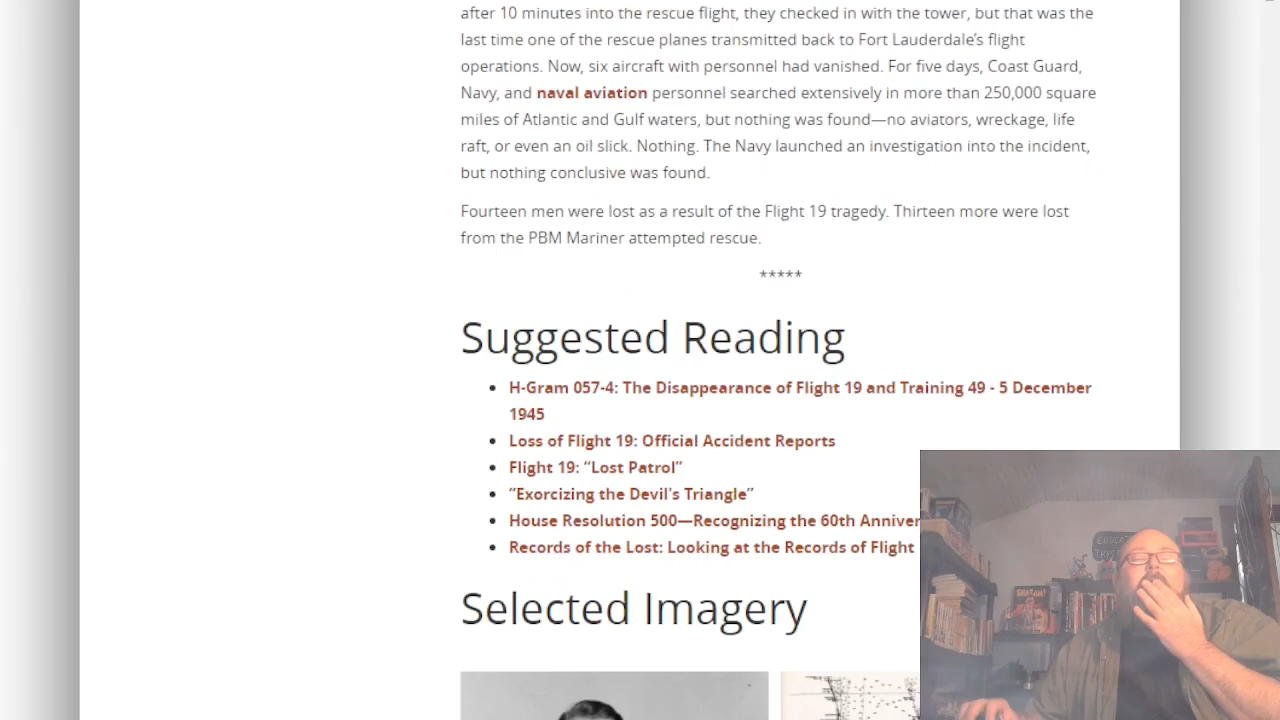 after 10 minutes into the rescue flight, they checked in with the tower, but that was the
last time one of the rescue planes transmitted back to Fort Lauderdale's flight
operations. Now, six aircraft with personnel had vanished. For five days, Coast Guard,
Navy, and naval aviation personnel searched extensively in more than 250,000 square
miles of Atlantic and Gulf waters, but nothing was found—no aviators, wreckage, life
raft, or even an oil slick. Nothing. The Navy launched an investigation into the incident,
but nothing conclusive was found.
Fourteen men were lost as a result of the Flight 19 tragedy. Thirteen more were lost
from the PBM Mariner attempted rescue.
*****
Suggested Reading
H-Gram 057-4: The Disappearance of Flight 19 and Training 49 - 5 December
1945
Loss of Flight 19: Official Accident Reports
Flight 19: “Lost Patrol”
“Exorcizing the Devil's Triangle”
House Resolution 500—Recognizing the 60th Anniver
Records of the Lost: Looking at the Records of Flight
Selected Imagery
SHAZAM!